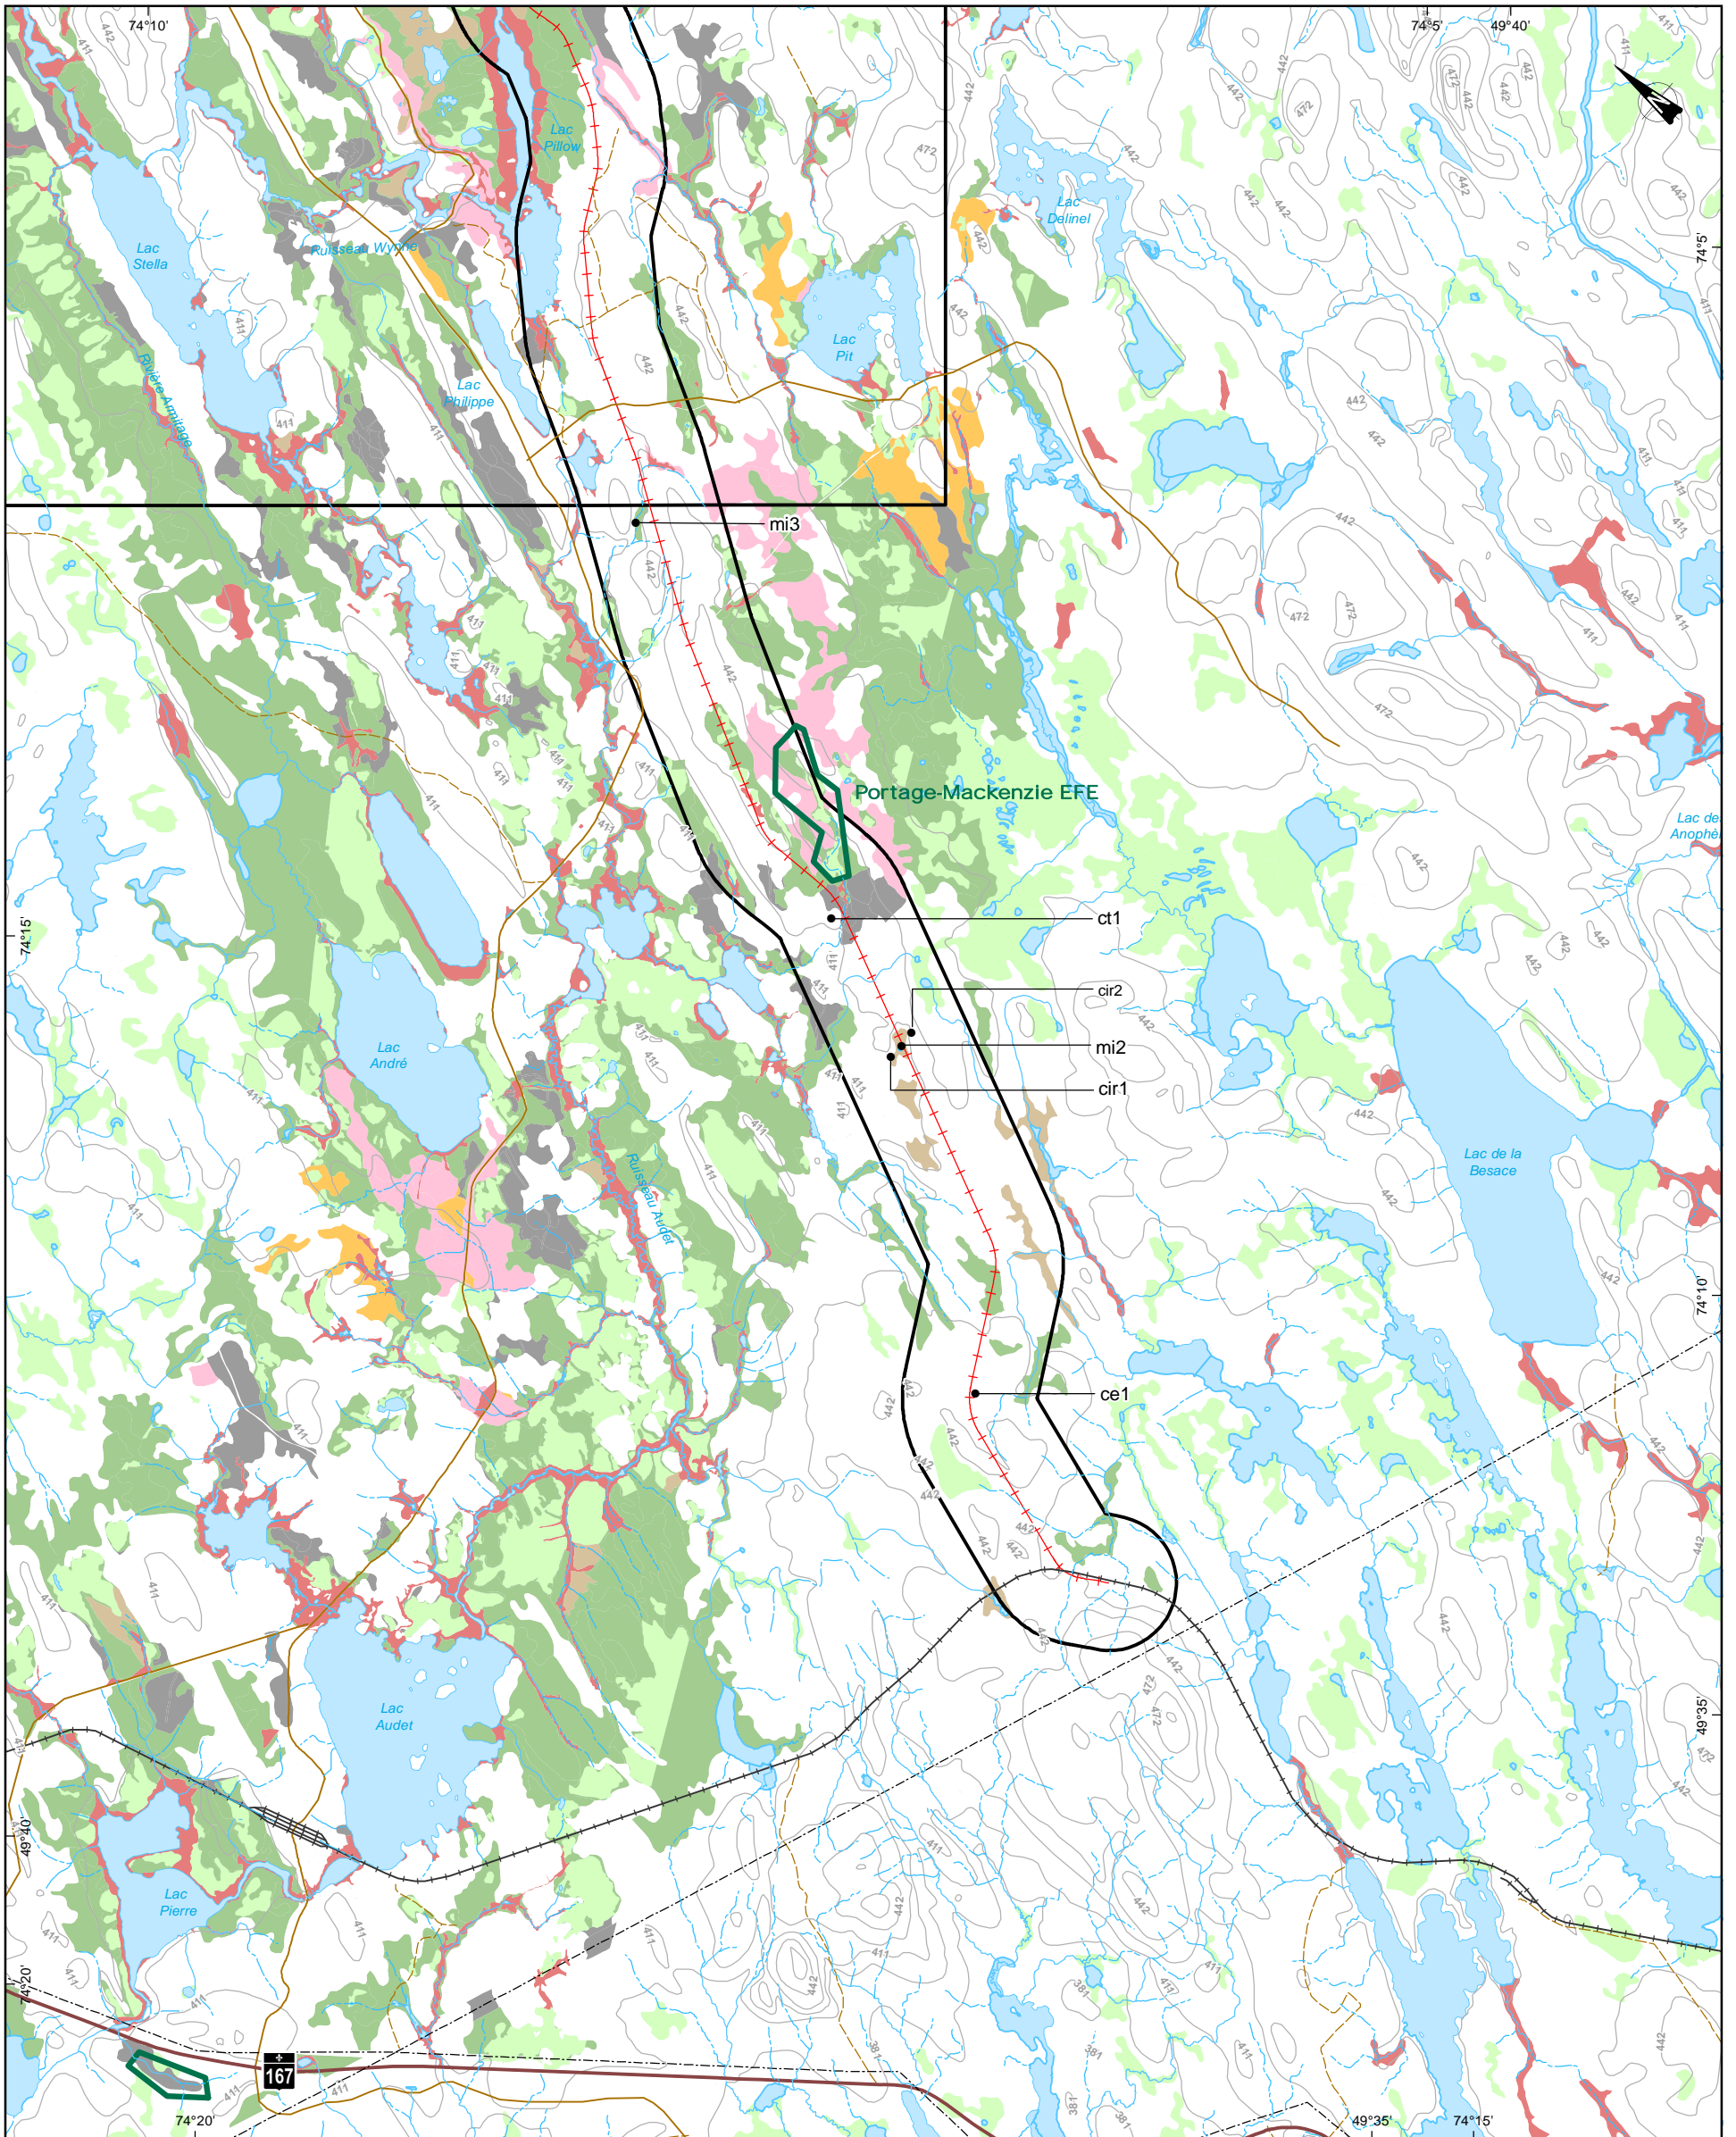 74°10'
74°5'
49°40'
Lac
Pillow
Lac
Stella
Ruisseau Wynne
Lac
Dalinel
74°5'
Lac
Pit
Lac
Philippe
Rivière Armitage
mi3
Portage-Mackenzie EFE
Lac de
Anophè
74°15'
ct1
cir2
mi2
cir1
Lac
André
Lac de la
Besace
Ruisseau Audet
74°10'
ce1
Lac
Audet
49°35'
49°40'
Lac
Pierre
74°20'
167
74°20'
49°35'
74°15'
411
442
472
381